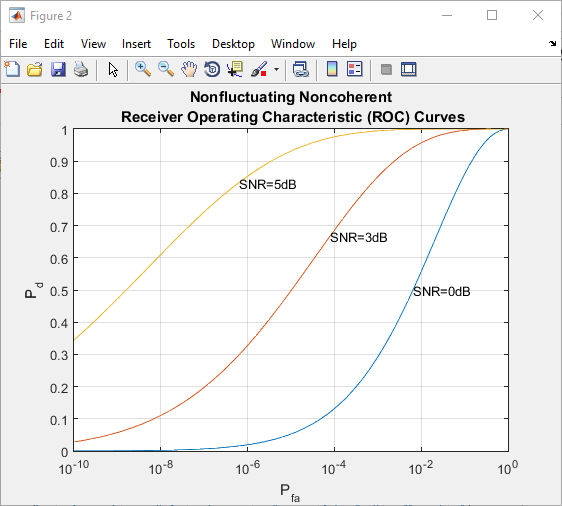 Figure 2
File Edit View Insert Tools Desktop Window Help
Nonfluctuating Noncoherent
Receiver Operating Characteristic (ROC) Curves
1
0.9
SNR=5dB
0.8
0.7
SNR=3dB
0.6
P_d
0.5
SNR=0dB
0.4
0.3
0.2
0.1
0
10^-10 10^-8 10^-6 10^-4 10^-2 10^0
P_fa